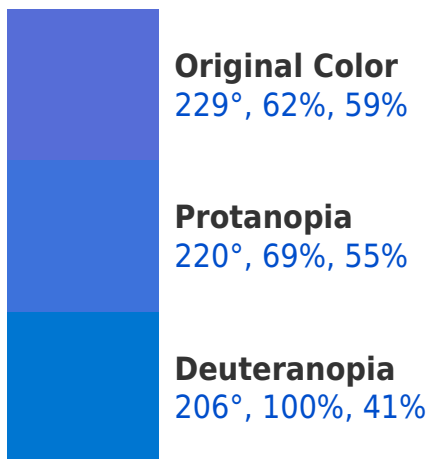 Original Color
229°, 62%, 59%
Protanopia
220°, 69%, 55%
Deuteranopia
206°, 100%, 41%